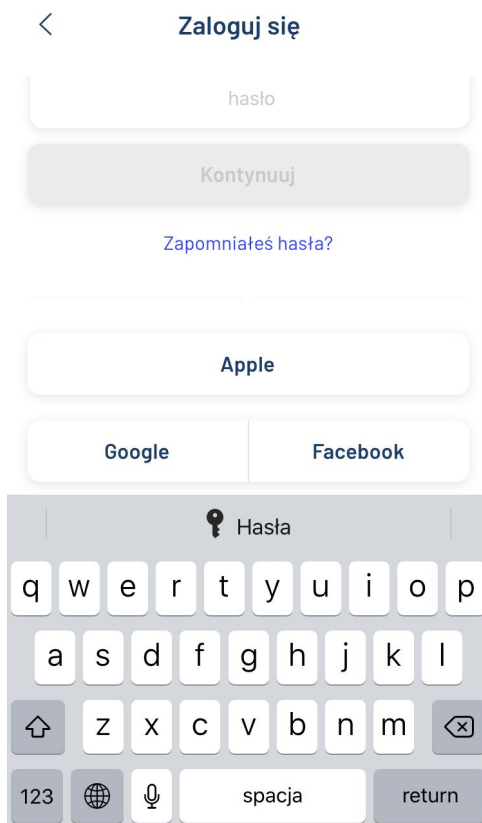 Zaloguj się
hasło
Kontynuuj
Zapomniałeś hasła?
Apple
Google Facebook
Hasła
q w e r t y u i o p
a s d f g h j k l
z x c v b n m
123 spacja return